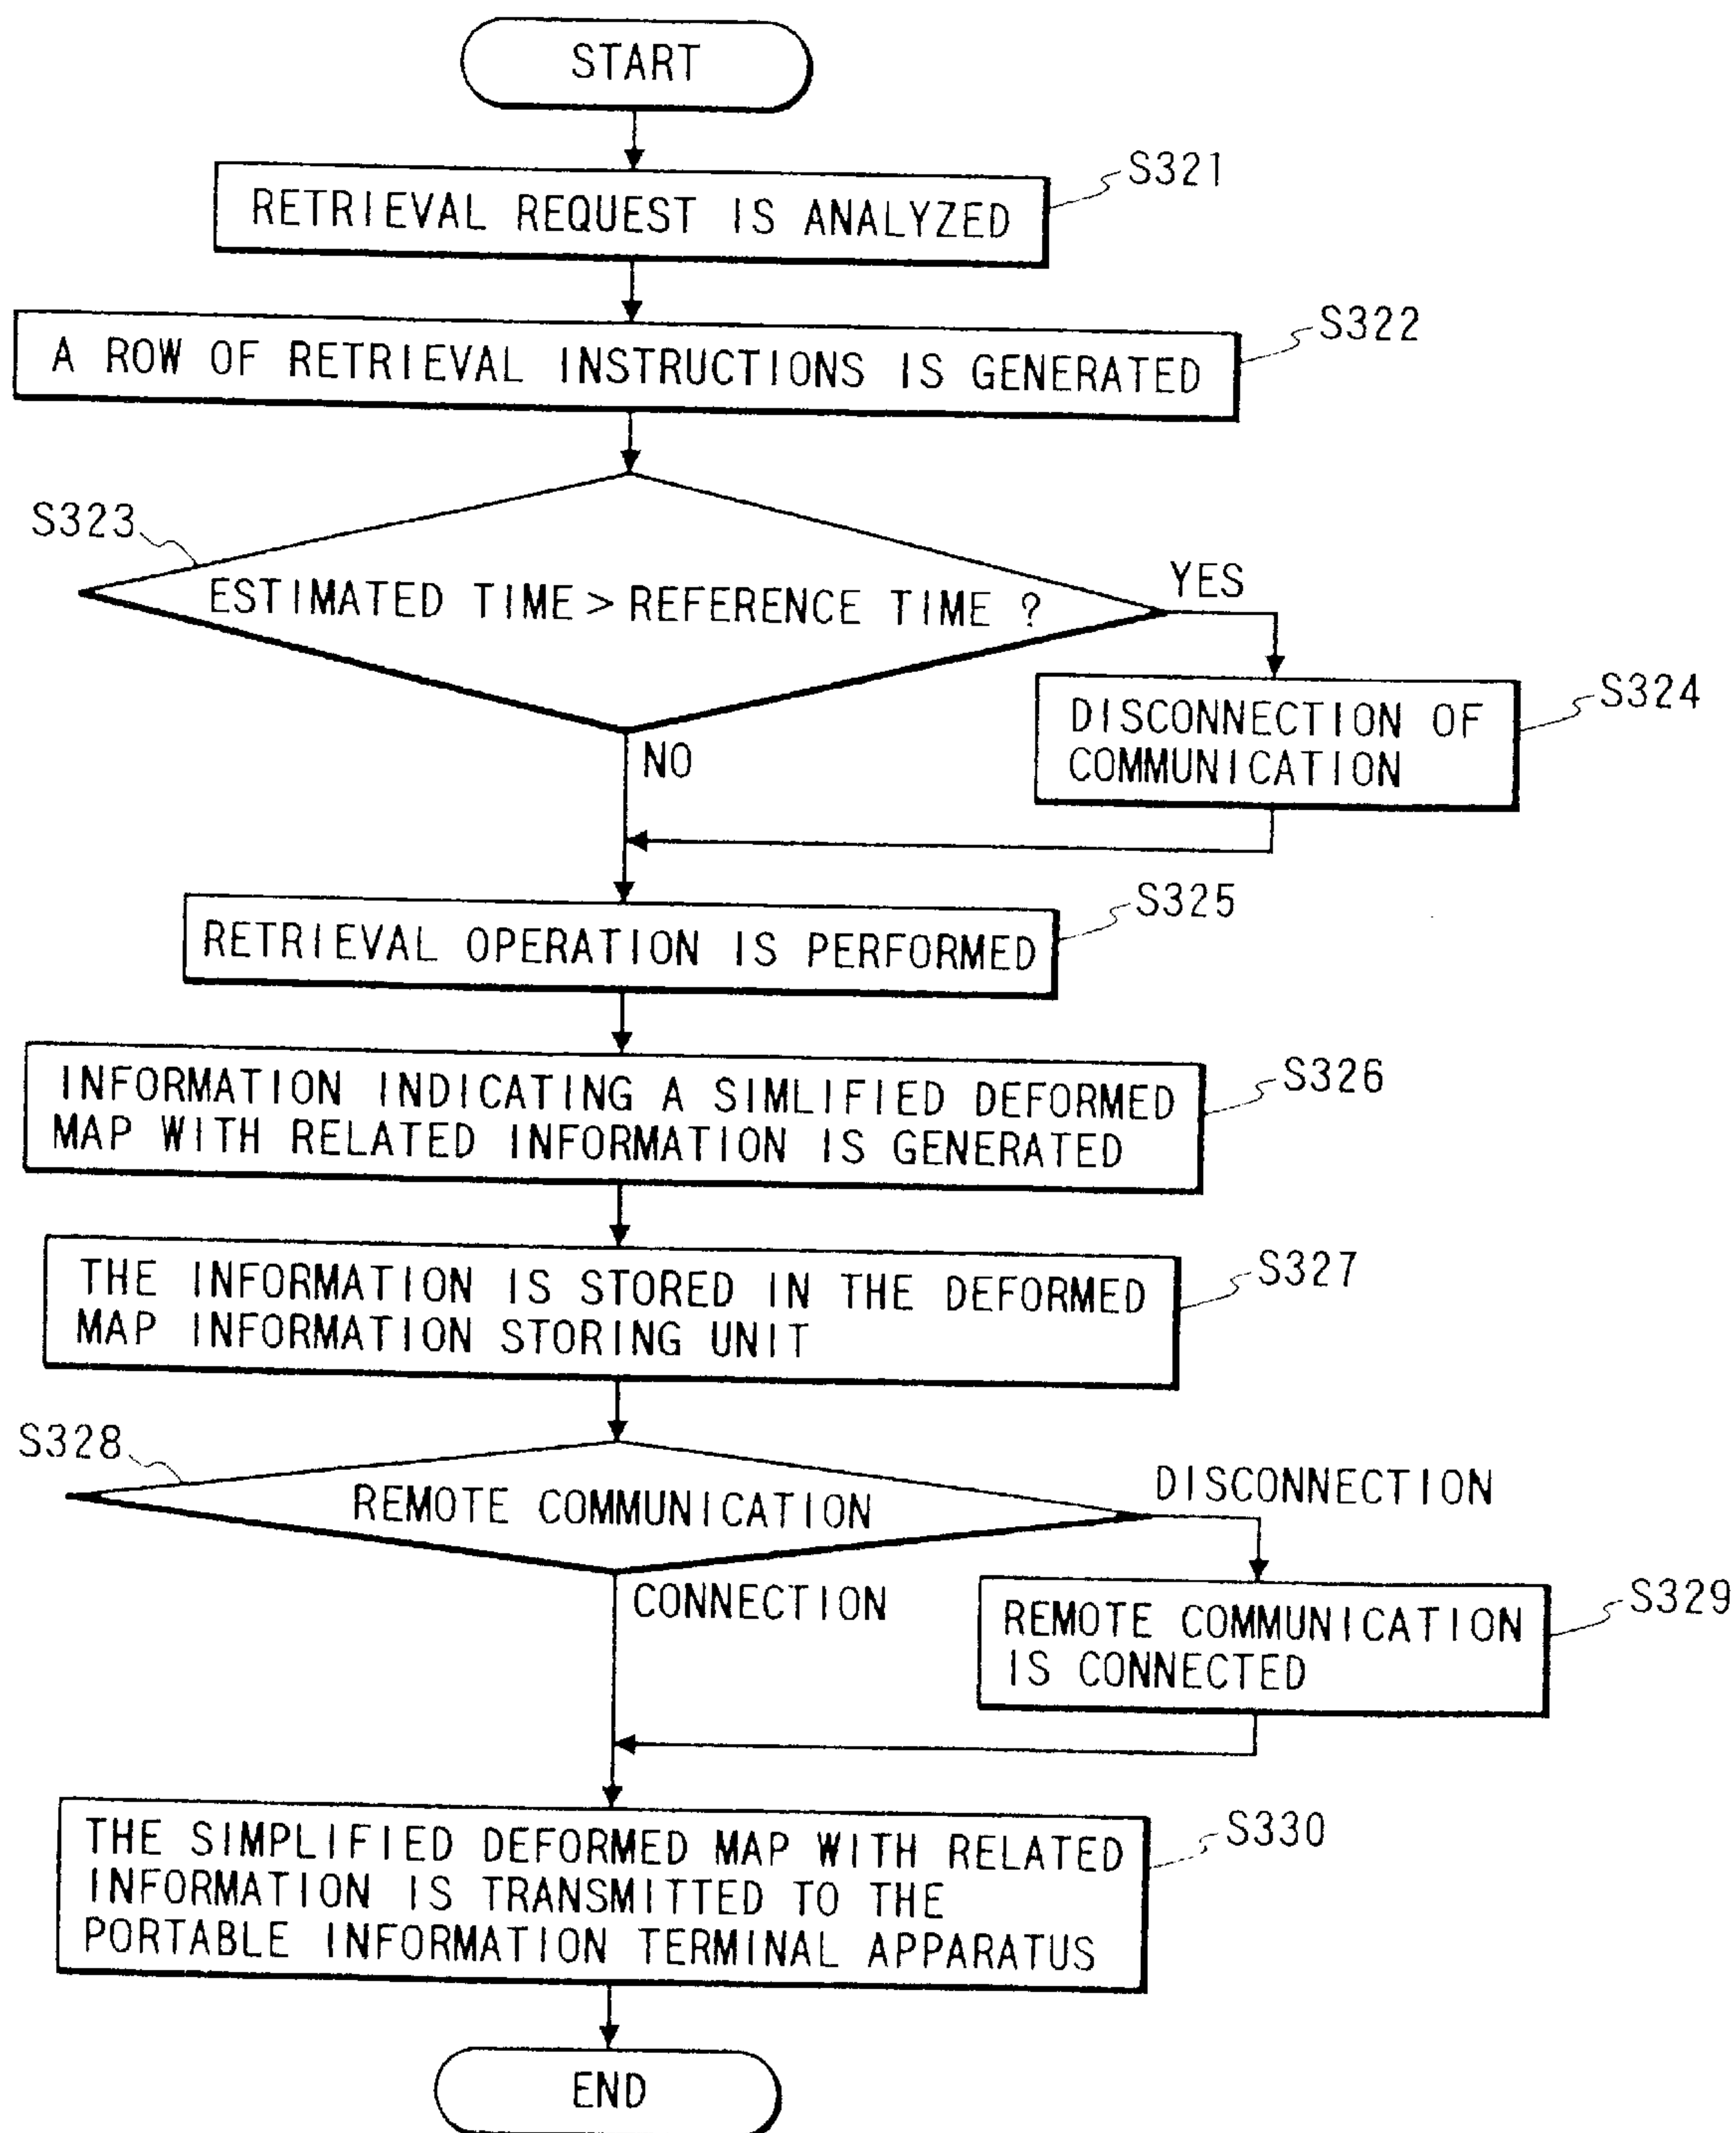 START
S321
RETRIEVAL REQUEST IS ANALYZED
S322
A ROW OF RETRIEVAL INSTRUCTIONS IS GENERATED
S323
ESTIMATED TIME > REFERENCE TIME ?
YES
S324
DISCONNECTION OF
COMMUNICATION
NO
S325
RETRIEVAL OPERATION IS PERFORMED
S326
INFORMATION INDICATING A SIMLIFIED DEFORMED
MAP WITH RELATED INFORMATION IS GENERATED
S327
THE INFORMATION IS STORED IN THE DEFORMED
MAP INFORMATION STORING UNIT
S328
REMOTE COMMUNICATION
DISCONNECTION
CONNECTION
S329
REMOTE COMMUNICATION
IS CONNECTED
S330
THE SIMPLIFIED DEFORMED MAP WITH RELATED
INFORMATION IS TRANSMITTED TO THE
PORTABLE INFORMATION TERMINAL APPARATUS
END